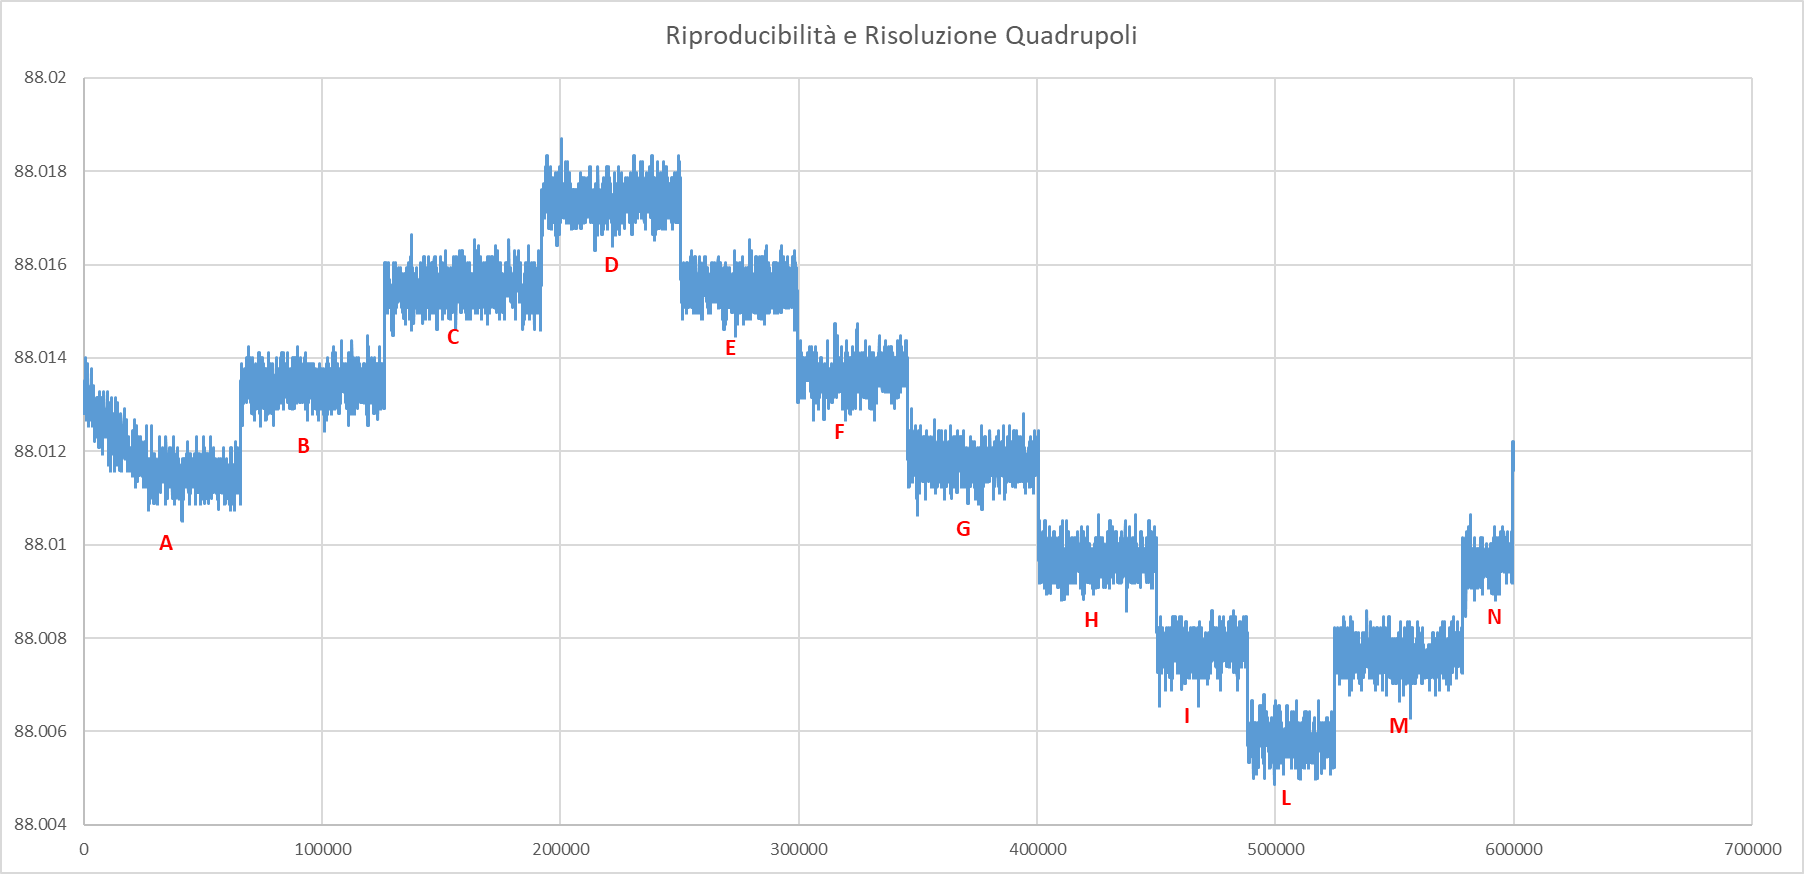 Riproducibilità e Risoluzione Quadrupoli
88.02
88.018
88.016
88.014
88.012
88.01
88.008
88.006
88.004
A
B
C
D
E
F
G
H
I
L
M
N
0 100000 200000 300000 400000 500000 600000 700000